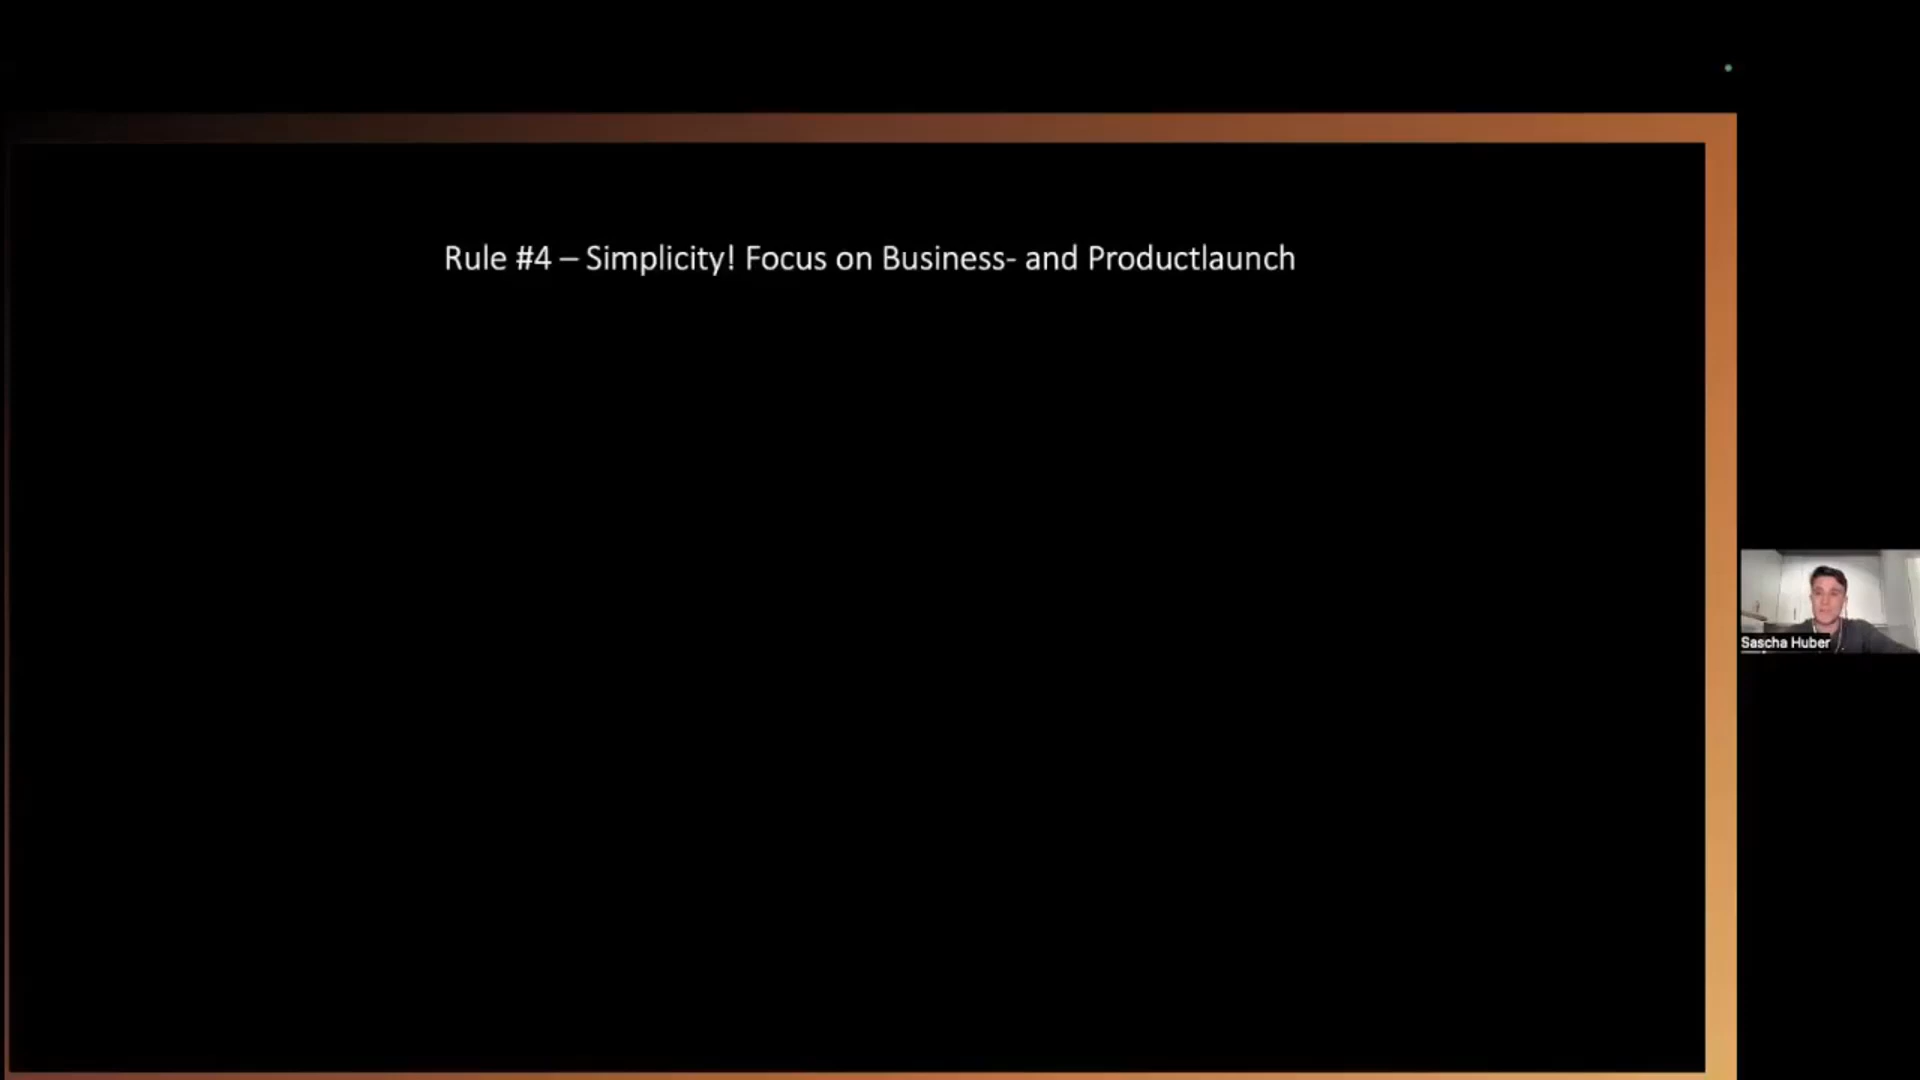 Rule #4 – Simplicity! Focus on Business- and Productlaunch
Sascha Huber